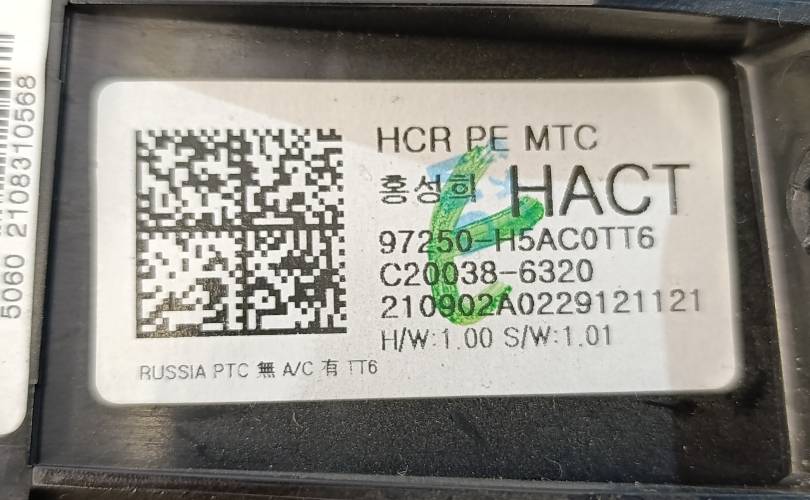 5060 2108310568
HCR PE MTC
홍성희 HACT
97250-H5AC0TT6
C20038-6320
210902A0229121121
H/W:1.00 S/W:1.01
RUSSIA PTC 無 A/C 有 TT6